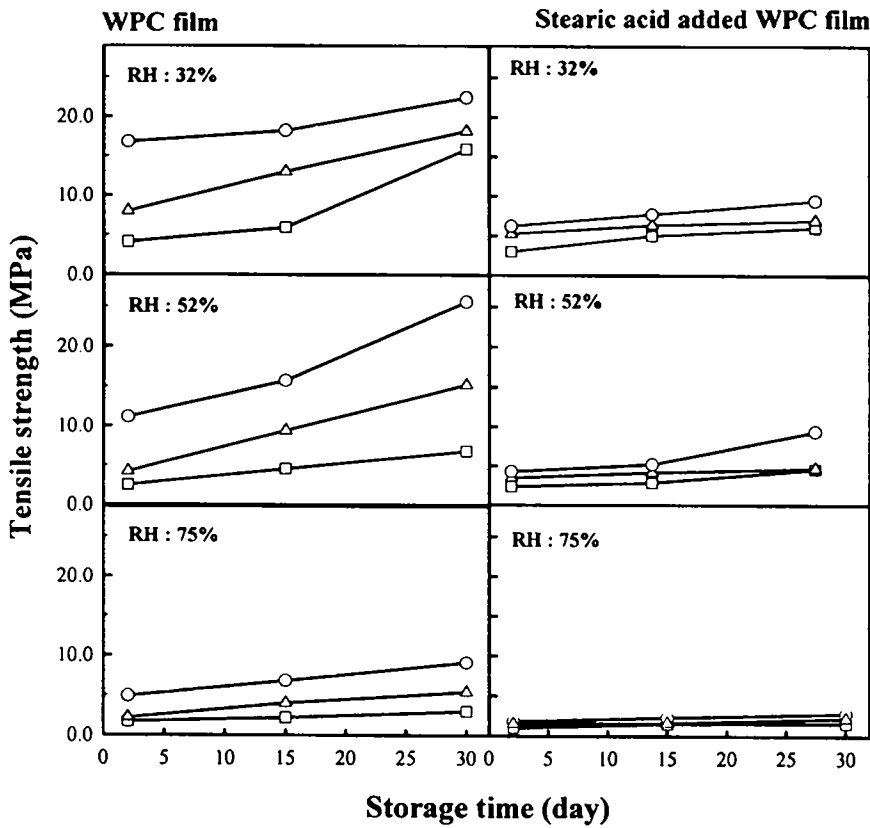 WPC film
Stearic acid added WPC film
RH : 32%
RH : 32%
20.0
10.0
0.0
RH : 52%
RH : 52%
20.0
10.0
0.0
RH : 75%
RH : 75%
20.0
10.0
0.0
Tensile strength (MPa)
0 5 10 15 20 25 30 0 5 10 15 20 25 30
Storage time (day)